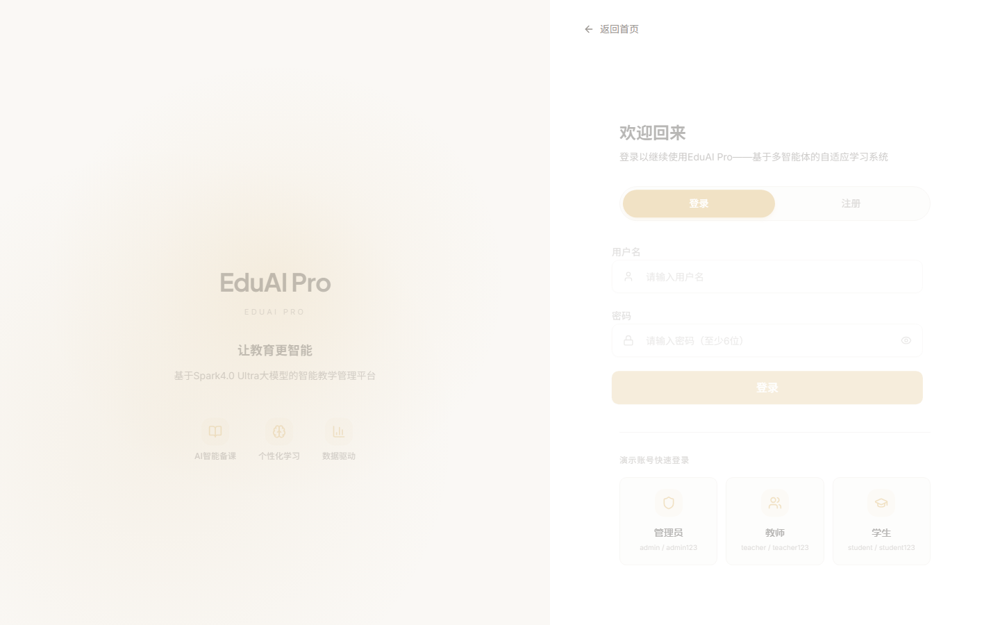 EduAI Pro
EDUAI PRO
让教育更智能
基于Spark4.0 Ultra大模型的智能教学管理平台
AI智能备课
个性化学习
数据驱动
返回首页
欢迎回来
登录以继续使用EduAI Pro——基于多智能体的自适应学习系统
登录
注册
用户名
请输入用户名
密码
请输入密码（至少6位）
登录
演示账号快速登录
管理员
admin / admin123
教师
teacher / teacher123
学生
student / student123